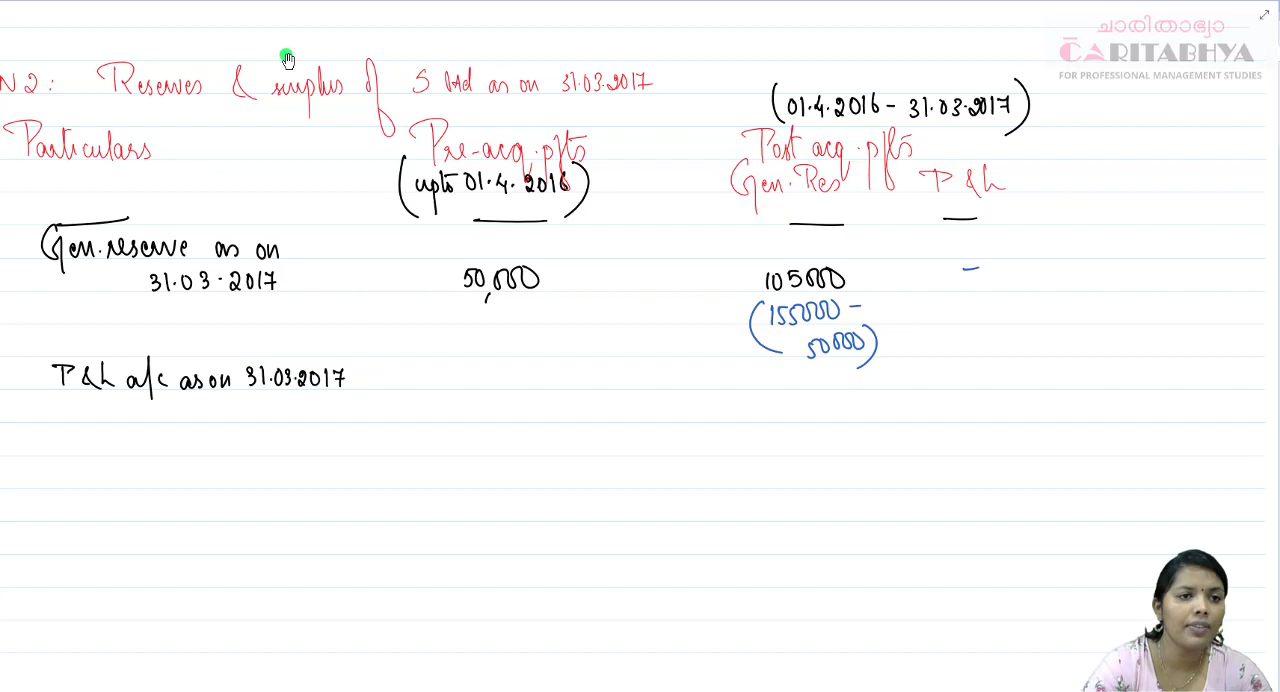 ചാരിതാഭ്യാ
CARITABHYA
FOR PROFESSIONAL MANAGEMENT STUDIES
N 2 : Reserves & surplus of S Ltd as on 31.03.2017
(01.4.2016 - 31.03.2017)
Particulars Pre-acq. pfts Post acq. pfts
(upto 01.4.2016) Gen. Res P & L
Gen. reserve as on
31.03.2017 50,000 105000 -
(155000 -
50000)
P & L a/c as on 31.03.2017